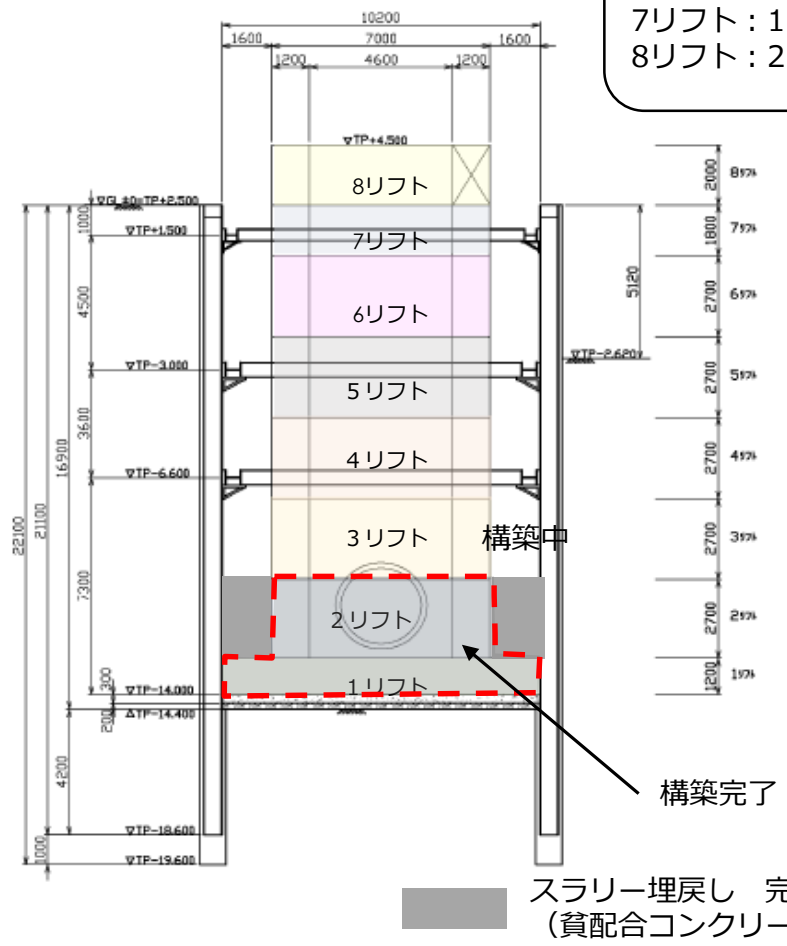 10200
1600 7000 1600
1200 4600 1200
7リフト：1
8リフト：2
▽TP+4.500
▽GL±0=TP+2.500
▽TP+1.500
▽TP-3.000
▽TP-6.600
▽TP-14.000
△TP-14.400
▽TP-18.600
▽TP-19.600
22100
21100
16900
4200
1000
1000
4500
3600
7300
300
200
8リフト
7リフト
6リフト
5リフト
4リフト
3リフト
2リフト
1リフト
構築中
5120
▽TP-2.620
2000 8ﾘﾌﾄ
1800 7ﾘﾌﾄ
2700 6ﾘﾌﾄ
2700 5ﾘﾌﾄ
2700 4ﾘﾌﾄ
2700 3ﾘﾌﾄ
2700 2ﾘﾌﾄ
1200 1ﾘﾌﾄ
構築完了
スラリー埋戻し 完
（貧配合コンクリー